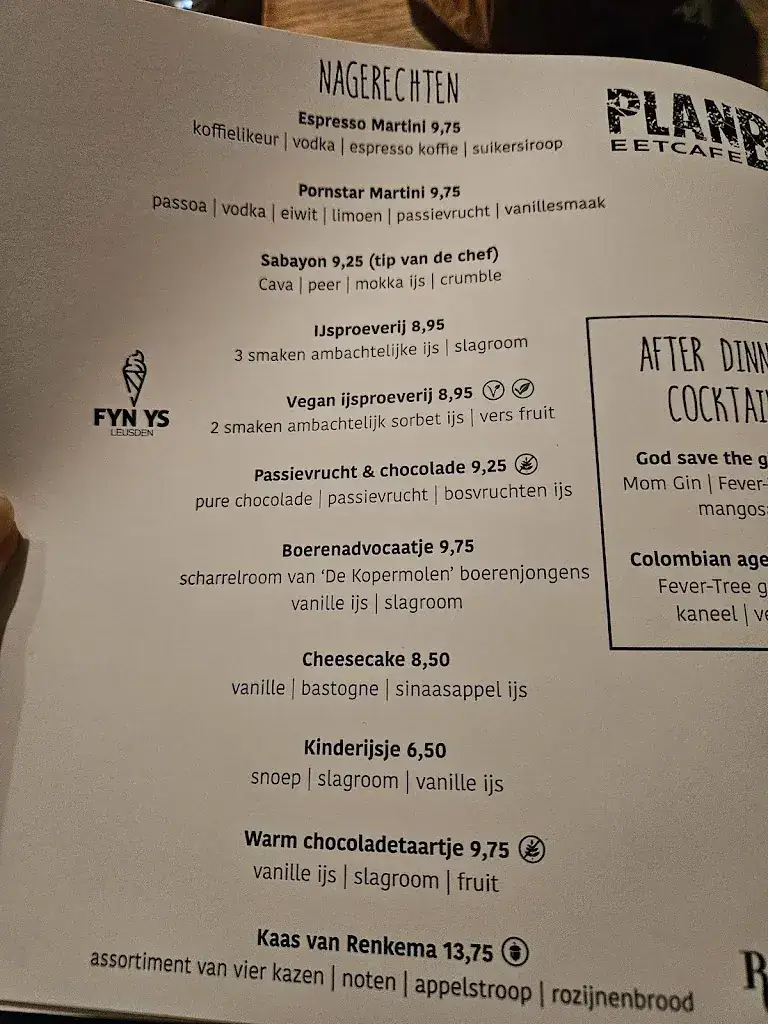 NAGERECHTEN
Espresso Martini 9,75
koffielikeur | vodka | espresso koffie | suikersiroop
Pornstar Martini 9,75
passoa | vodka | eiwit | limoen | passievrucht | vanillesmaak
Sabayon 9,25 (tip van de chef)
Cava | peer | mokka ijs | crumble
IJsproeverij 8,95
3 smaken ambachtelijke ijs | slagroom
Vegan ijsproeverij 8,95
2 smaken ambachtelijk sorbet ijs | vers fruit
Passievrucht & chocolade 9,25
pure chocolade | passievrucht | bosvruchten ijs
Boerenadvocaatje 9,75
scharrelroom van ‘De Kopermolen’ boerenjongens
vanille ijs | slagroom
Cheesecake 8,50
vanille | bastogne | sinaasappel ijs
Kinderijsje 6,50
snoep | slagroom | vanille ijs
Warm chocoladetaartje 9,75
vanille ijs | slagroom | fruit
Kaas van Renkema 13,75
assortiment van vier kazen | noten | appelstroop | rozijnenbrood
FYN YS
LEUSDEN
PLAN B
EETCAFE
AFTER DINN
COCKTAI
God save the g
Mom Gin | Fever-
mangos
Colombian age
Fever-Tree g
kaneel | ve